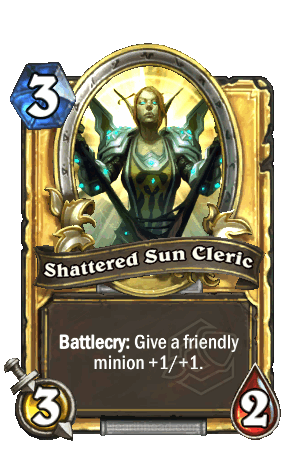 3
Shattered Sun Cleric
Battlecry: Give a friendly
minion +1/+1.
3
2